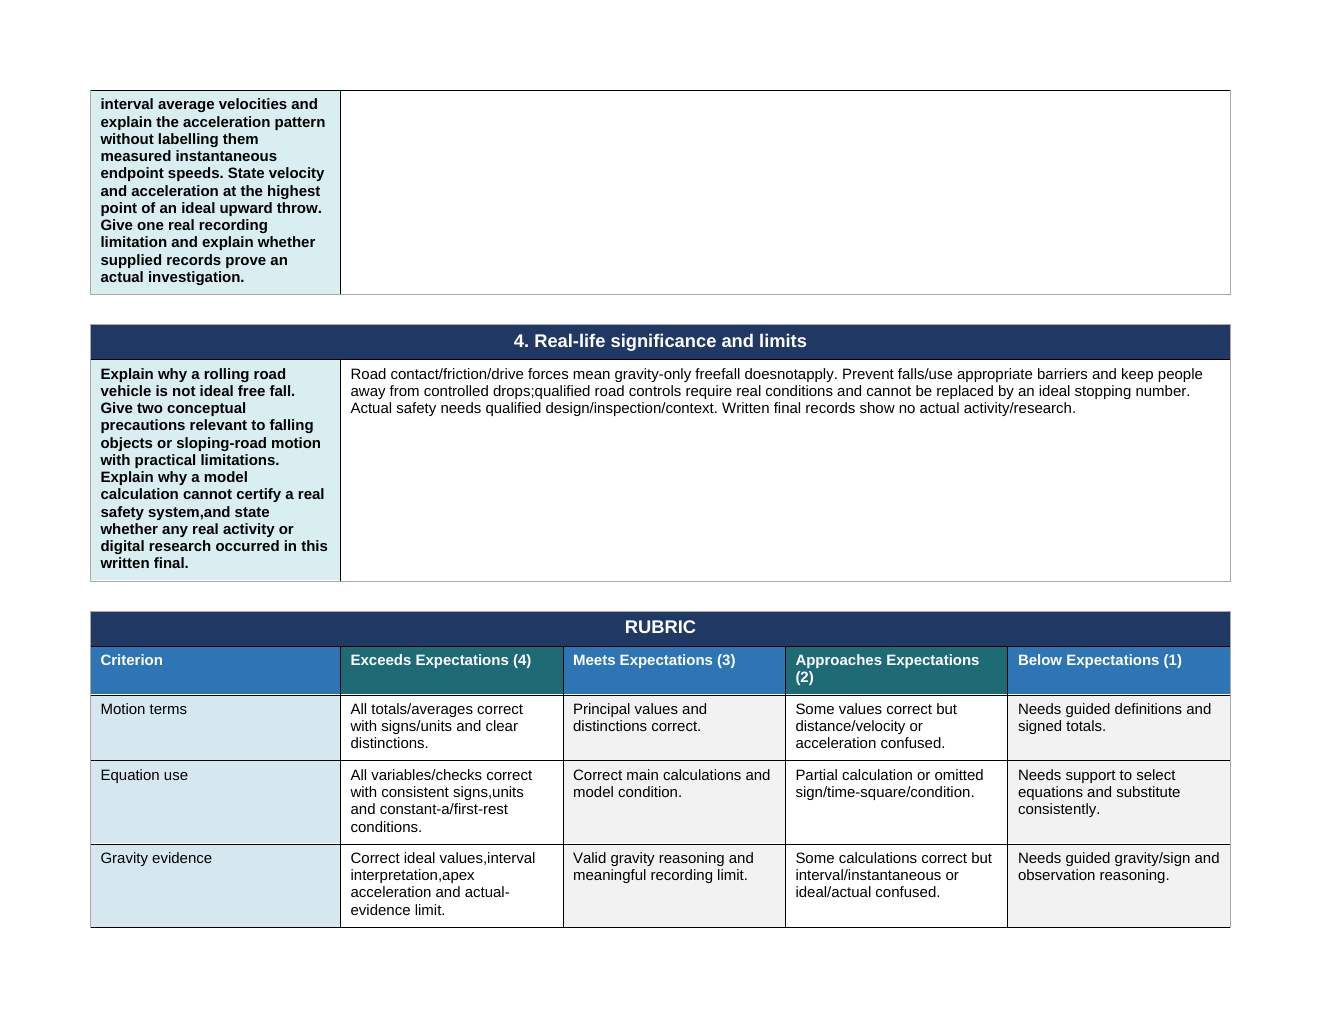 interval average velocities and
explain the acceleration pattern
without labelling them
measured instantaneous
endpoint speeds. State velocity
and acceleration at the highest
point of an ideal upward throw.
Give one real recording
limitation and explain whether
supplied records prove an
actual investigation.
4. Real-life significance and limits
Explain why a rolling road
vehicle is not ideal free fall.
Give two conceptual
precautions relevant to falling
objects or sloping-road motion
with practical limitations.
Explain why a model
calculation cannot certify a real
safety system,and state
whether any real activity or
digital research occurred in this
written final.
Road contact/friction/drive forces mean gravity-only freefall doesnotapply. Prevent falls/use appropriate barriers and keep people
away from controlled drops;qualified road controls require real conditions and cannot be replaced by an ideal stopping number.
Actual safety needs qualified design/inspection/context. Written final records show no actual activity/research.
RUBRIC
Criterion
Exceeds Expectations (4)
Meets Expectations (3)
Approaches Expectations
(2)
Below Expectations (1)
Motion terms
All totals/averages correct
with signs/units and clear
distinctions.
Principal values and
distinctions correct.
Some values correct but
distance/velocity or
acceleration confused.
Needs guided definitions and
signed totals.
Equation use
All variables/checks correct
with consistent signs,units
and constant-a/first-rest
conditions.
Correct main calculations and
model condition.
Partial calculation or omitted
sign/time-square/condition.
Needs support to select
equations and substitute
consistently.
Gravity evidence
Correct ideal values,interval
interpretation,apex
acceleration and actual-
evidence limit.
Valid gravity reasoning and
meaningful recording limit.
Some calculations correct but
interval/instantaneous or
ideal/actual confused.
Needs guided gravity/sign and
observation reasoning.